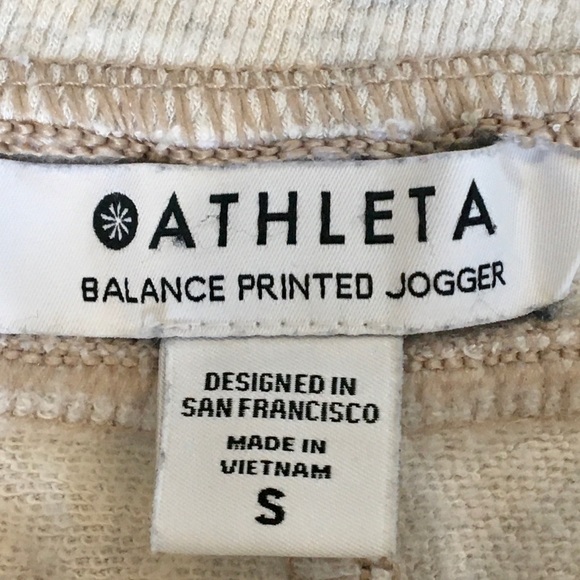 ATHLETA
BALANCE PRINTED JOGGER
DESIGNED IN
SAN FRANCISCO
MADE IN
VIETNAM
S